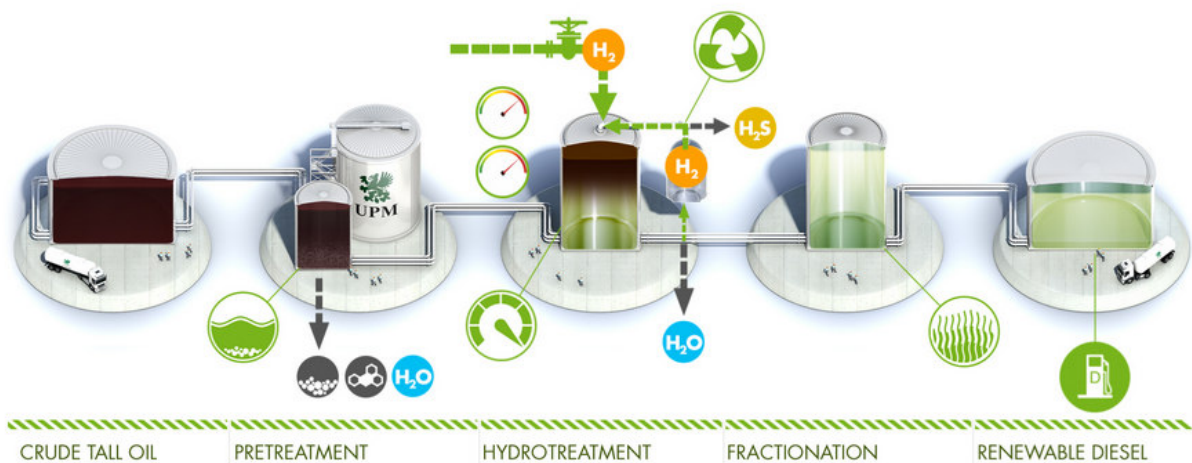 H₂
H₂S
H₂
UPM
H₂O
H₂O
D
CRUDE TALL OIL
PRETREATMENT
HYDROTREATMENT
FRACTIONATION
RENEWABLE DIESEL